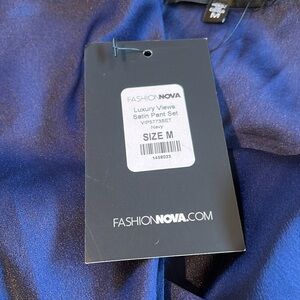 M
FASHIONNOVA
Luxury Views
Satin Pant Set
Navy
SIZE M
FASHIONNOVA.COM